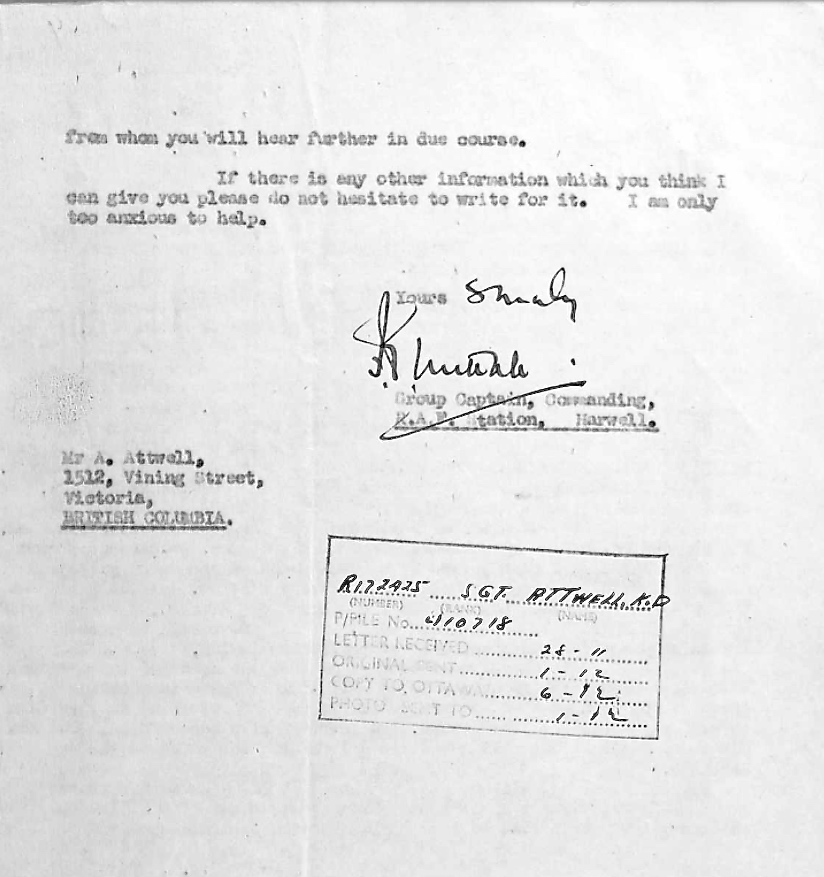 from whom you will hear further in due course.
If there is any other information which you think I
can give you please do not hesitate to write for it. I am only
too anxious to help.
Yours Sincerely
Group Captain, Commanding,
R.A.F. Station, Harwell.
Mr A. Attwell,
1512, Vining Street,
Victoria,
BRITISH COLUMBIA.
R172425 SGT. ATTWELL, K.D
(NUMBER) (RANK) (NAME)
P/FILE No. 410718
LETTER RECEIVED 28-11
ORIGINAL SENT 1-12
COPY TO OTTAWA 6-12
PHOTO SENT TO 1-12